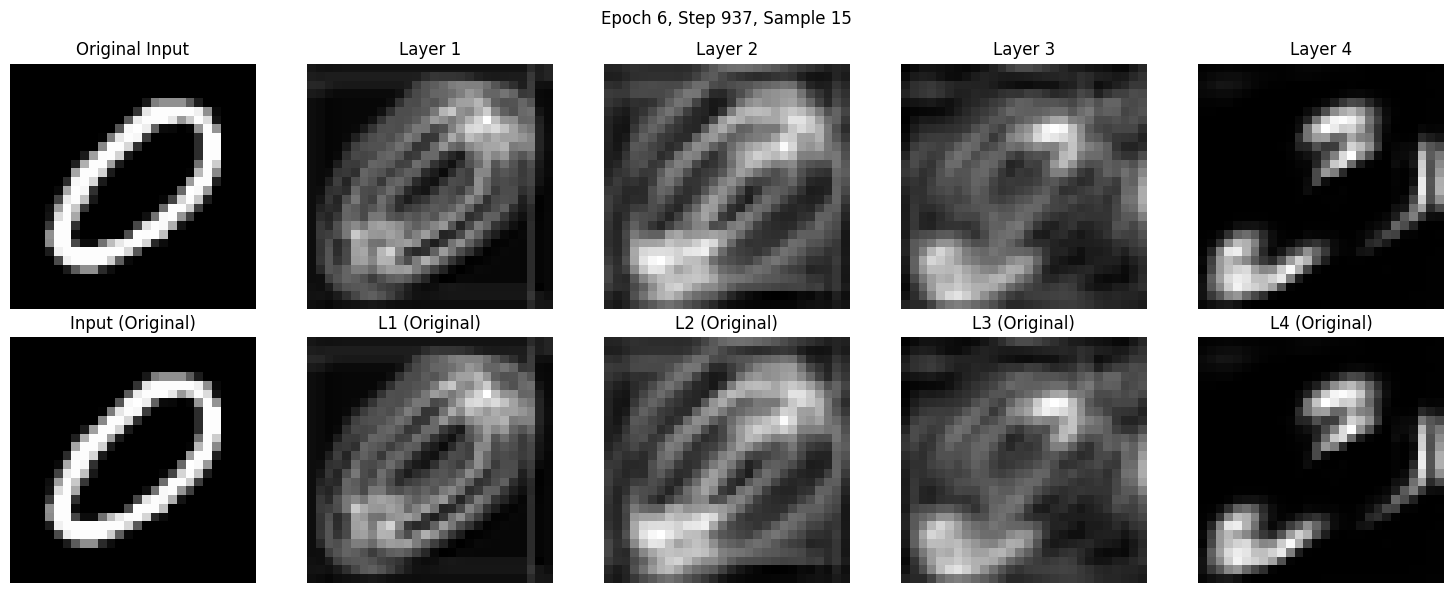 Epoch 6, Step 937, Sample 15
Original Input Layer 1 Layer 2 Layer 3 Layer 4
Input (Original) L1 (Original) L2 (Original) L3 (Original) L4 (Original)